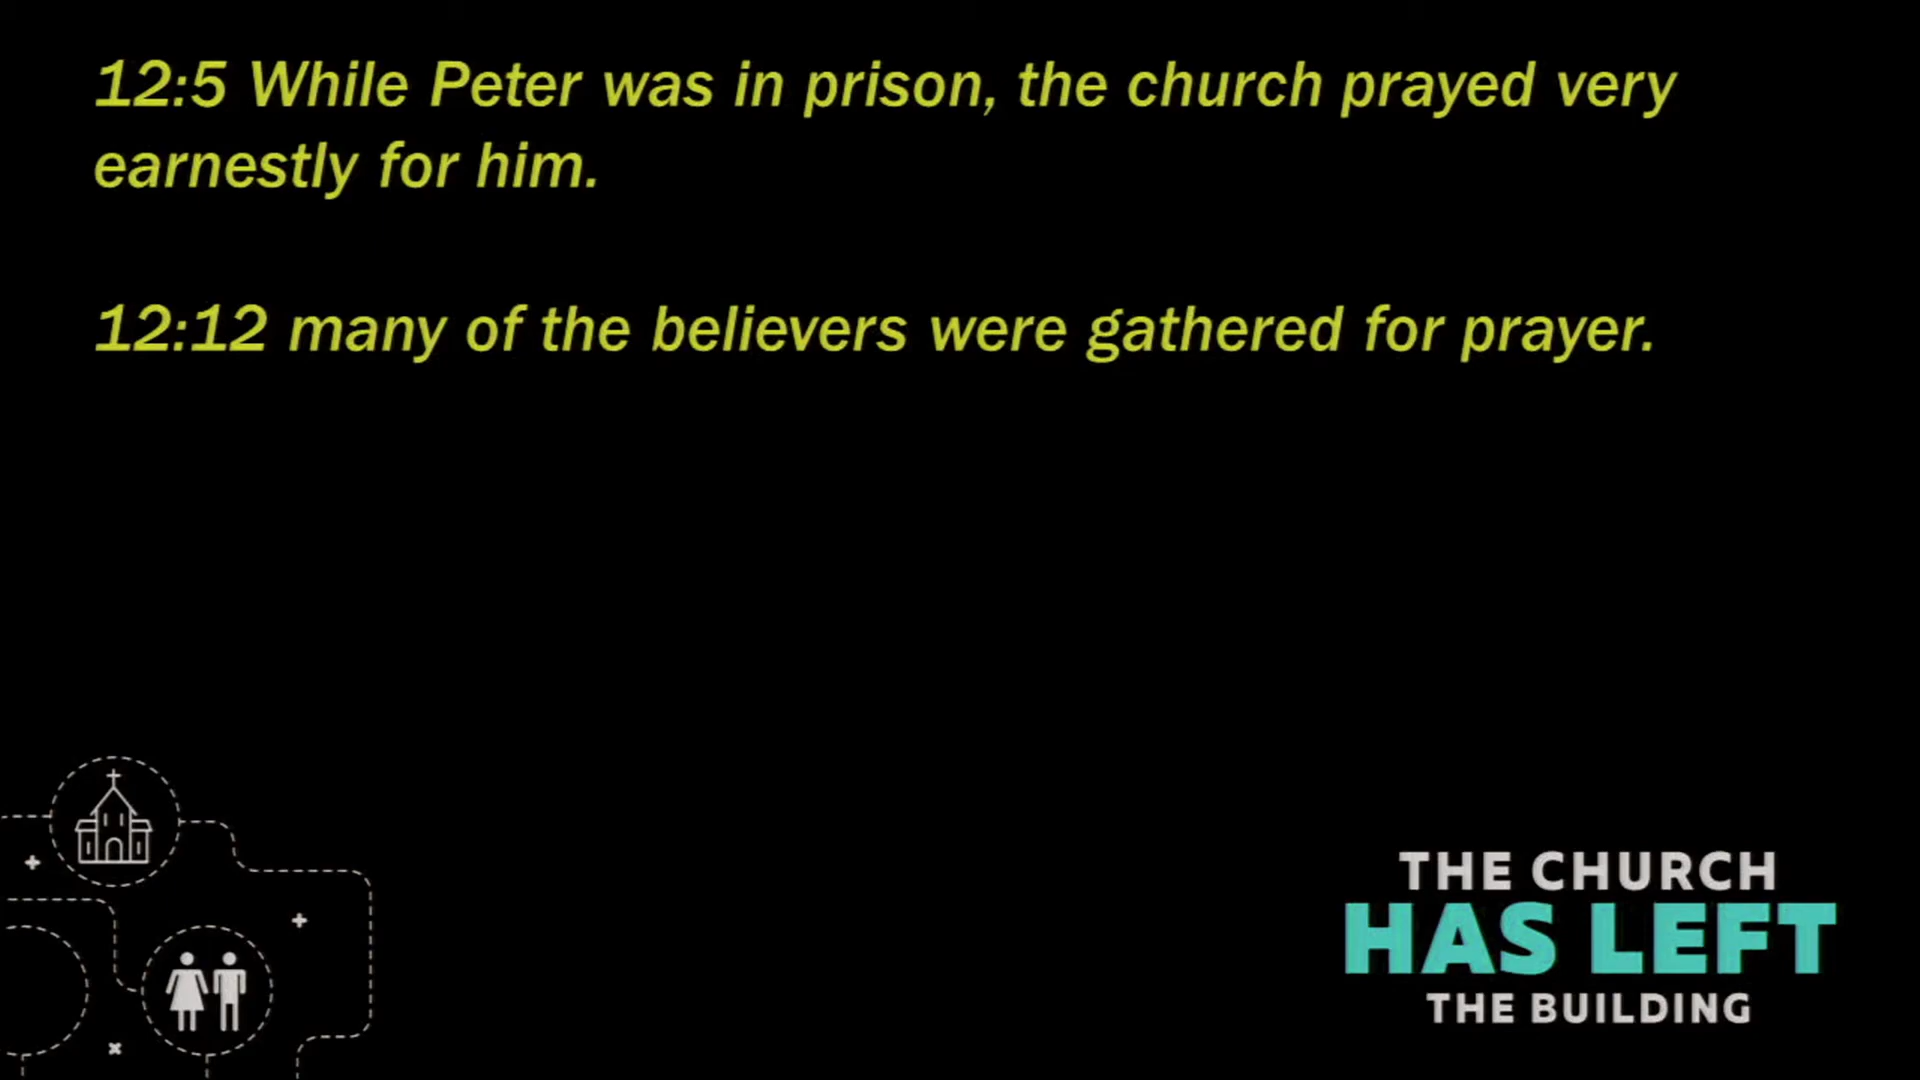 12:5 While Peter was in prison, the church prayed very
earnestly for him.
12:12 many of the believers were gathered for prayer.
THE CHURCH
HAS LEFT
THE BUILDING